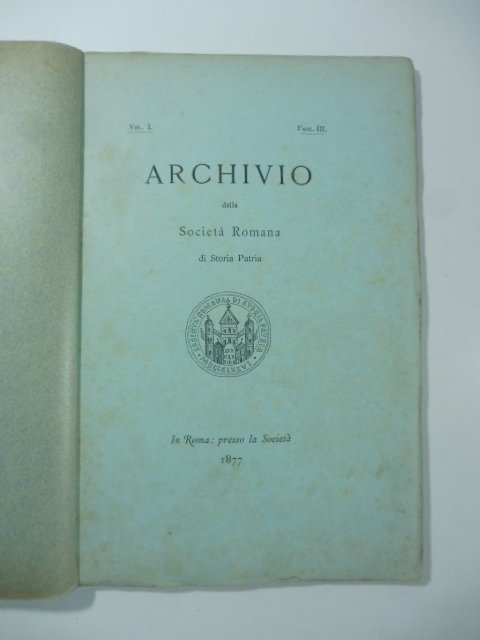 Vol. I.
Fasc. III.
ARCHIVIO
della
Società Romana
di Storia Patria
In Roma: presso la Società
1877